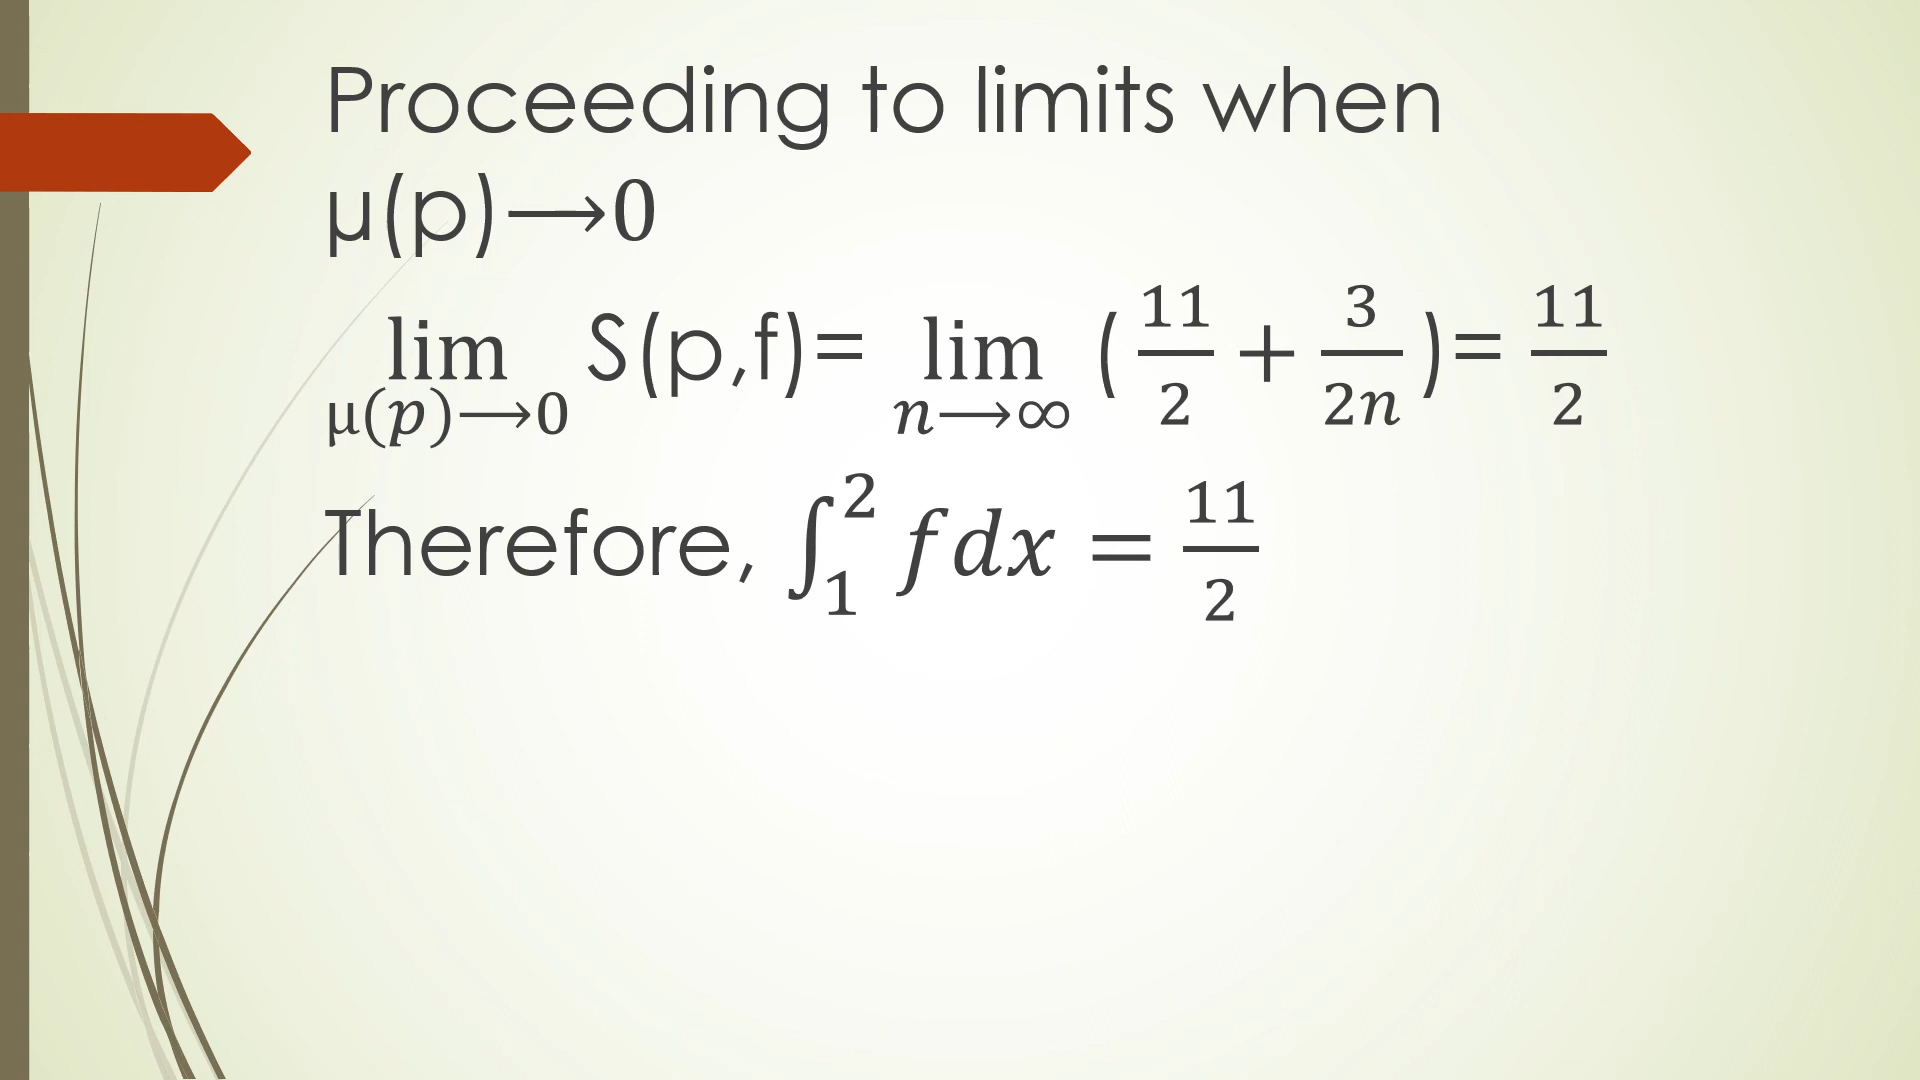 Proceeding to limits when
μ(p)⟶0
lim μ(p)⟶0 S(p,f)= lim n⟶∞ (11/2 + 3/2n)= 11/2
Therefore, ∫₁² f dx = 11/2